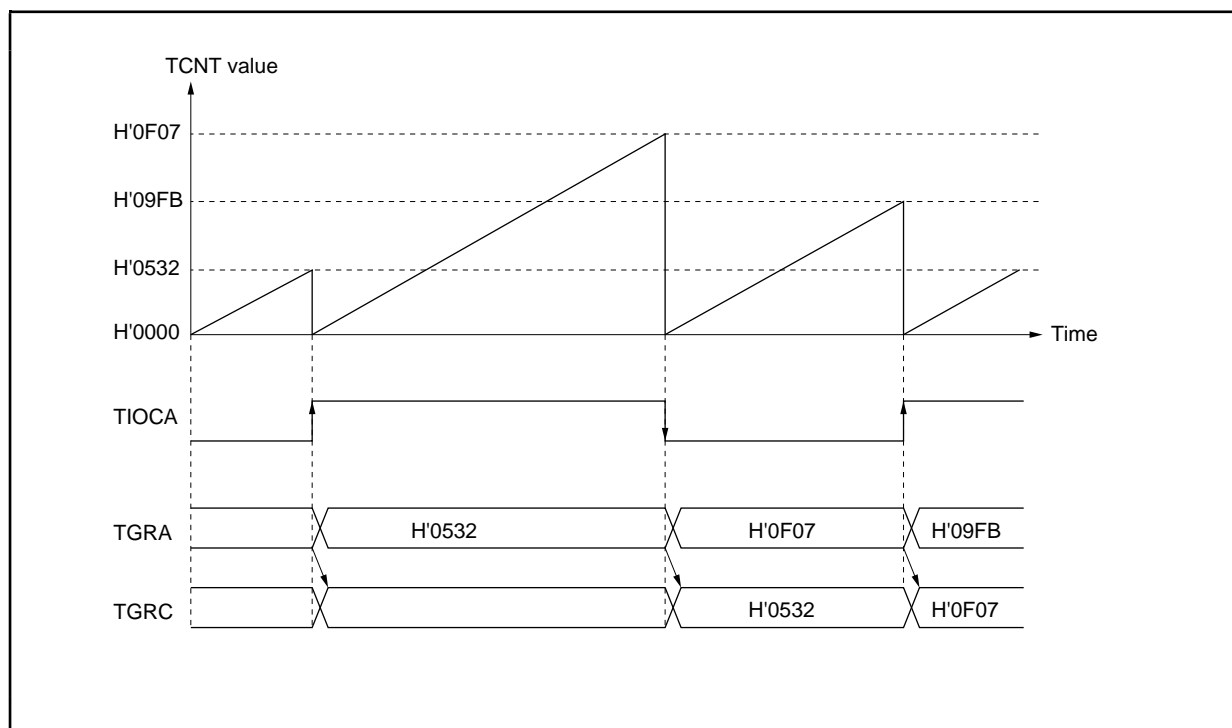 TCNT value
H'0F07
H'09FB
H'0532
H'0000
Time
TIOCA
TGRA H'0532 H'0F07 H'09FB
TGRC H'0532 H'0F07